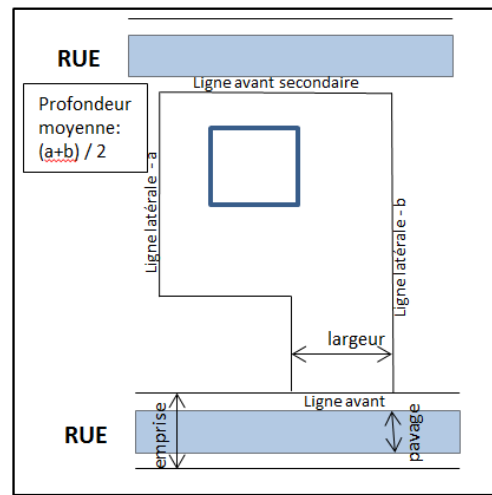 RUE
Ligne avant secondaire
Profondeur
moyenne:
(a+b) / 2
Ligne latérale - a
Ligne latérale - b
largeur
Ligne avant
RUE
emprise
pavage